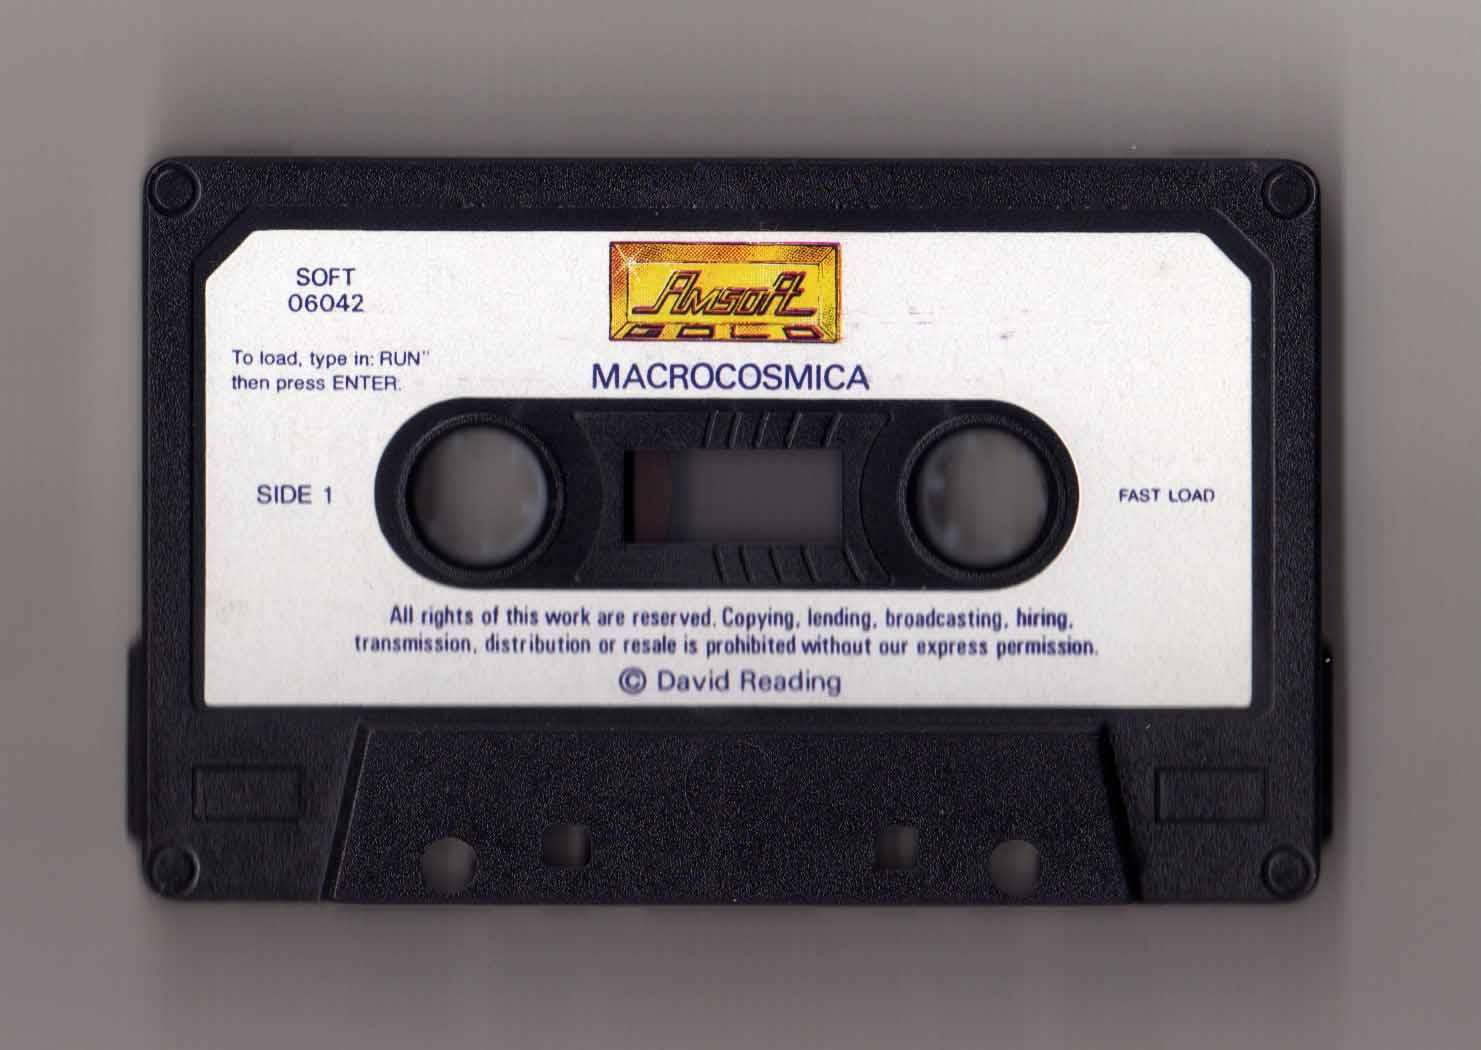 SOFT
06042
Amsoft
GOLD
To load, type in: RUN"
then press ENTER.
MACROCOSMICA
SIDE 1
FAST LOAD
All rights of this work are reserved. Copying, lending, broadcasting, hiring,
transmission, distribution or resale is prohibited without our express permission.
© David Reading